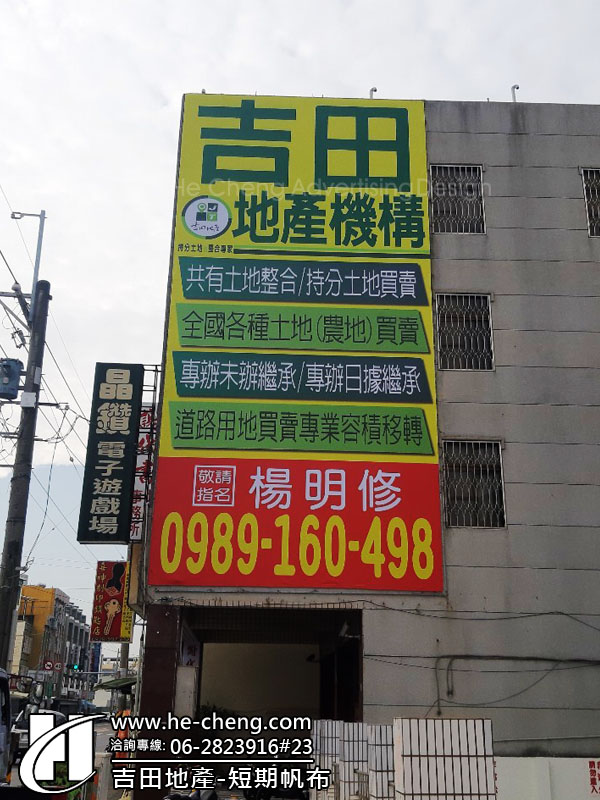 吉田
地產機構
持分土地 整合專家
共有土地整合/持分土地買賣
全國各種土地(農地)買賣
專辦未辦繼承/專辦日據繼承
道路用地買賣專業容積移轉
敬請
指名
楊明修
0989-160-498
He Cheng Advertising Design
晶鑽
電子遊戲場
www.he-cheng.com
洽詢專線: 06-2823916#23
吉田地產-短期帆布